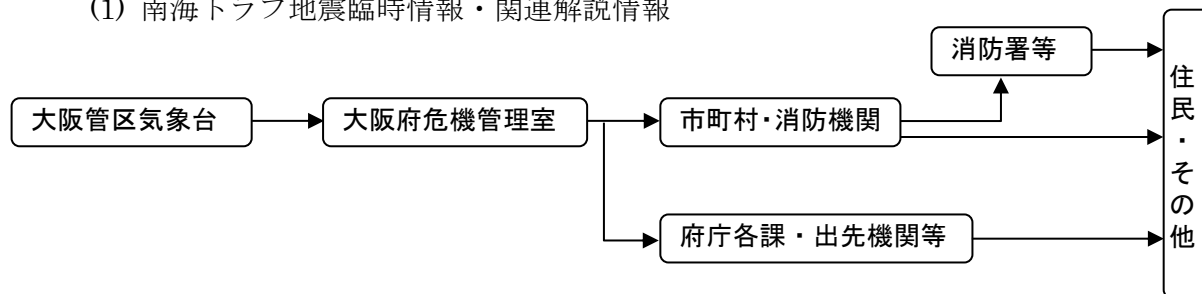 (1) 南海トラフ地震臨時情報・関連解説情報
消防署等
大阪管区気象台
大阪府危機管理室
市町村・消防機関
府庁各課・出先機関等
住民・その他